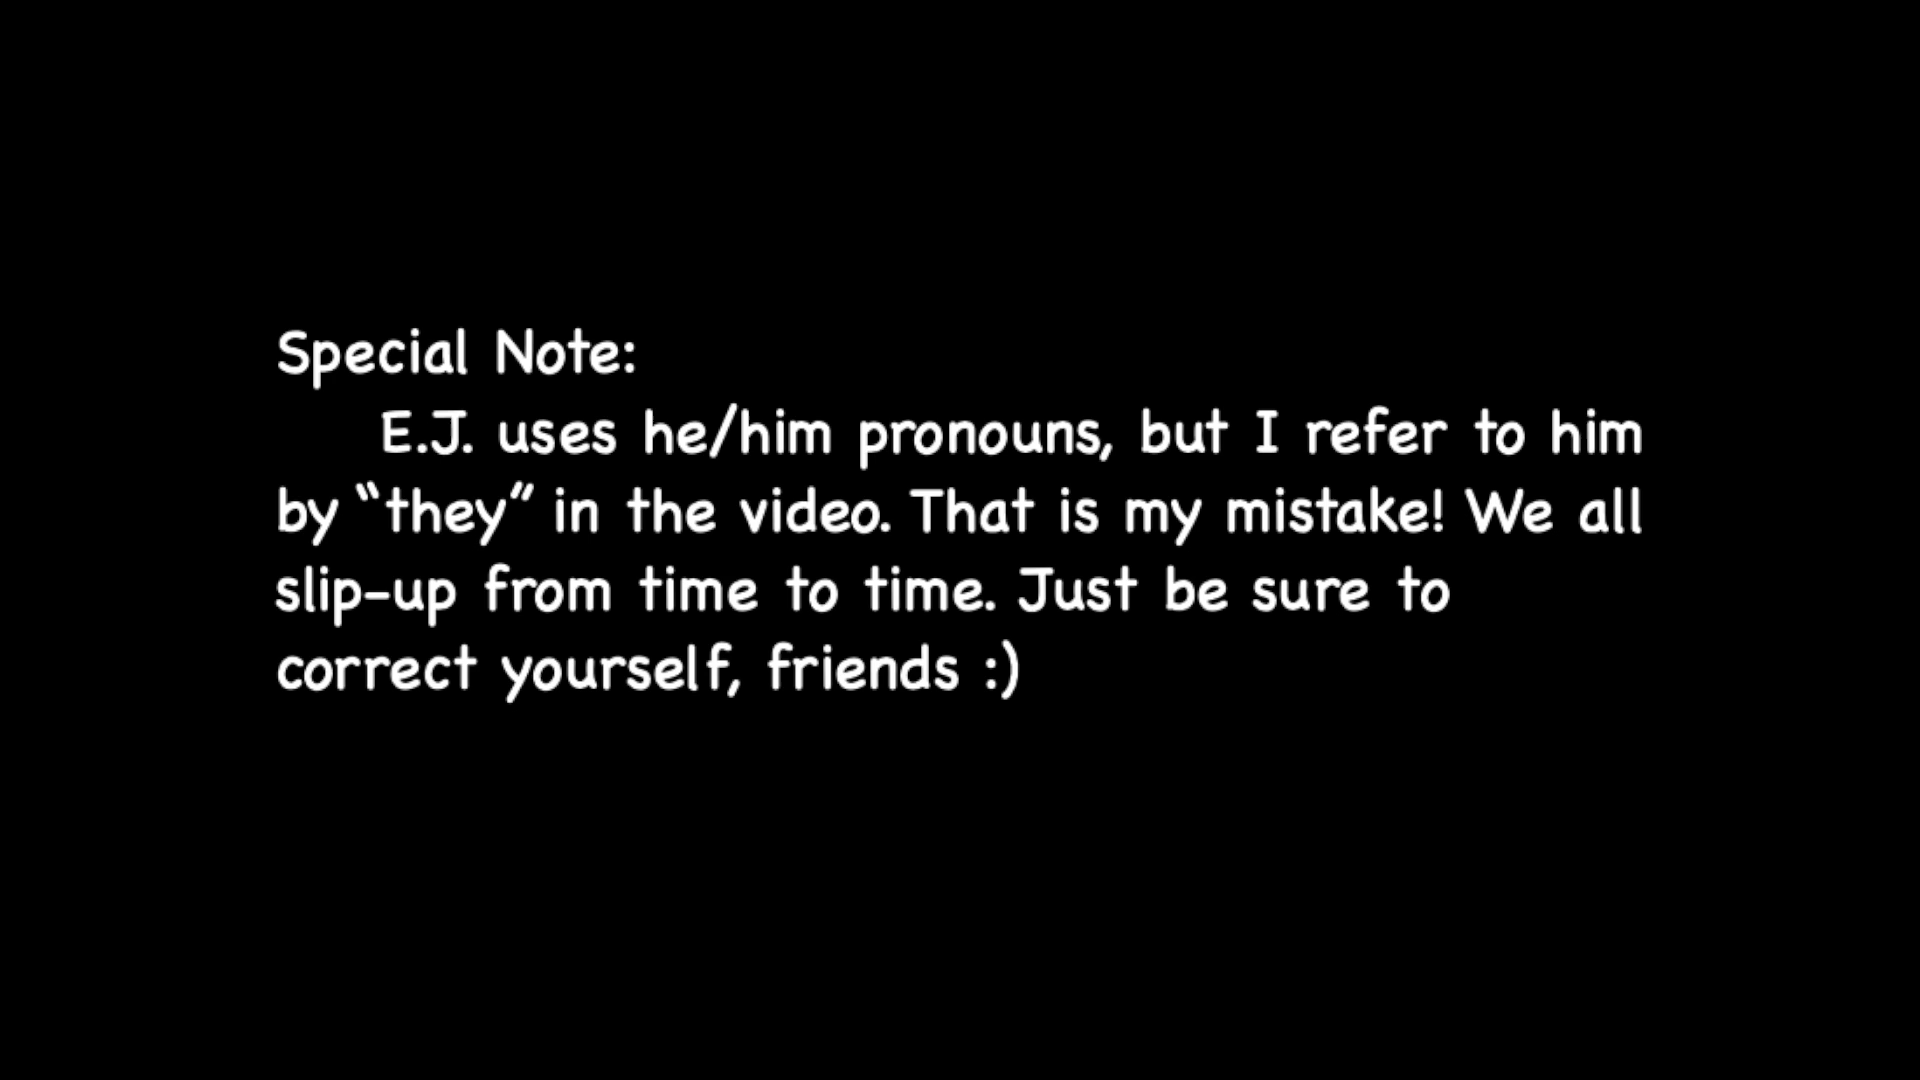 Special Note:
E.J. uses he/him pronouns, but I refer to him
by “they” in the video. That is my mistake! We all
slip-up from time to time. Just be sure to
correct yourself, friends :)